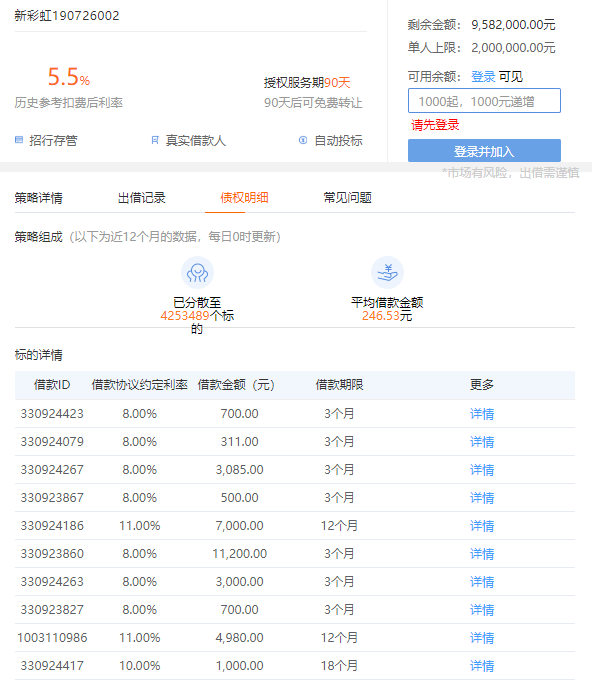 新彩虹190726002
剩余金额： 9,582,000.00元
单人上限： 2,000,000.00元
5.5%
历史参考扣费后利率
授权服务期90天
90天后可免费转让
可用余额： 登录 可见
1000起，1000元递增
请先登录
招行存管 真实借款人 自动投标
登录并加入
*市场有风险，出借需谨慎
策略详情 出借记录 债权明细 常见问题
策略组成（以下为近12个月的数据，每日0时更新）
已分散至
4253489个标
的
平均借款金额
246.53元
标的详情
借款ID 借款协议约定利率 借款金额（元） 借款期限 更多
330924423 8.00% 700.00 3个月 详情
330924079 8.00% 311.00 3个月 详情
330924267 8.00% 3,085.00 3个月 详情
330923867 8.00% 500.00 3个月 详情
330924186 11.00% 7,000.00 12个月 详情
330923860 8.00% 11,200.00 3个月 详情
330924263 8.00% 3,000.00 3个月 详情
330923827 8.00% 700.00 3个月 详情
1003110986 11.00% 4,980.00 12个月 详情
330924417 10.00% 1,000.00 18个月 详情